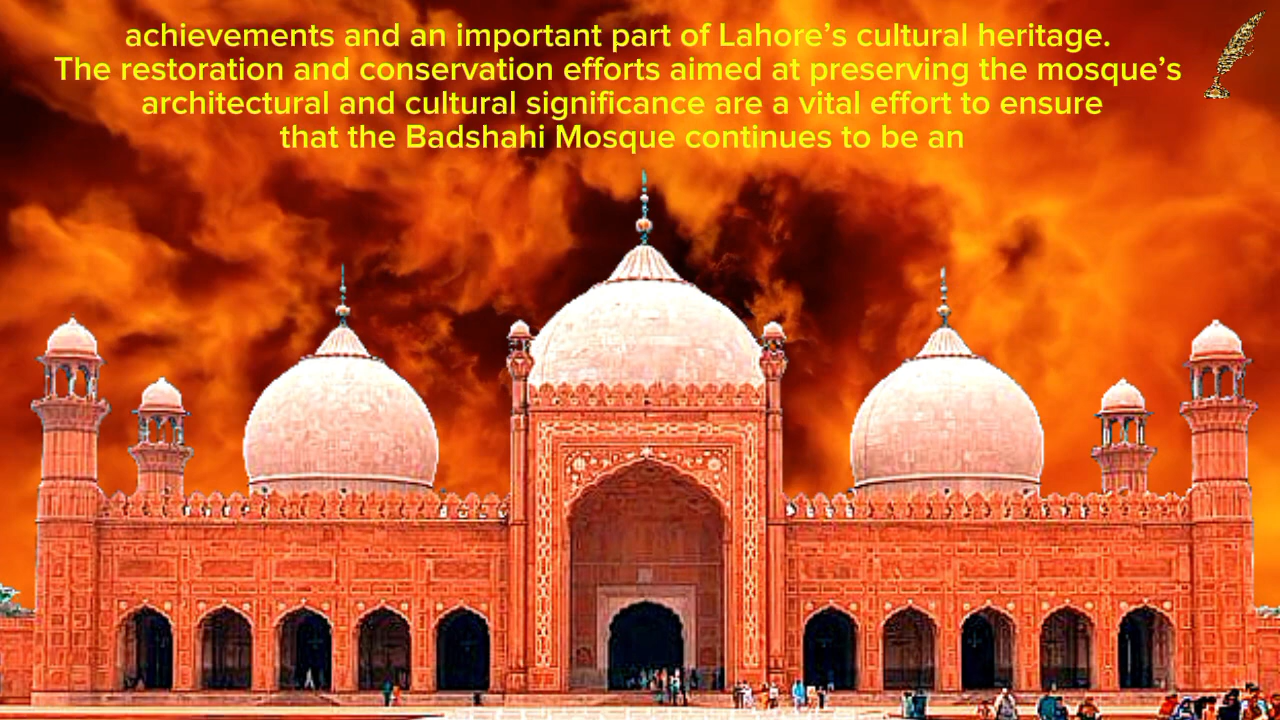 achievements and an important part of Lahore’s cultural heritage.
The restoration and conservation efforts aimed at preserving the mosque’s
architectural and cultural significance are a vital effort to ensure
that the Badshahi Mosque continues to be an